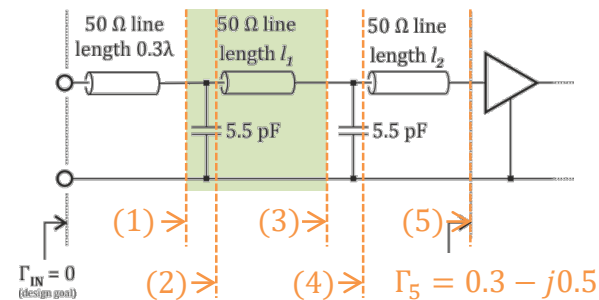 50 Ω line
length 0.3λ
50 Ω line
length l₁
50 Ω line
length l₂
5.5 pF
5.5 pF
(1)
(3)
(5)
Γ_IN = 0
(design goal)
(2)
(4)
Γ₅ = 0.3 − j0.5